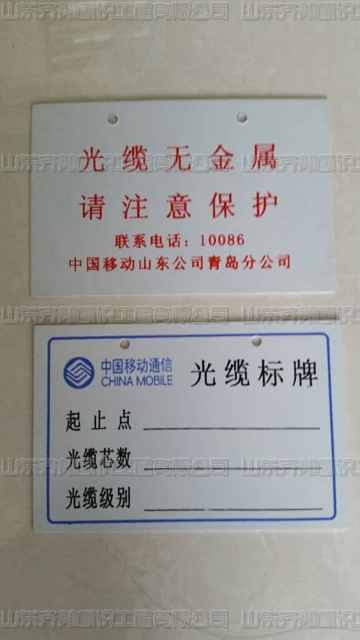 光缆无金属
请注意保护
联系电话：10086
中国移动山东公司青岛分公司
中国移动通信
CHINA MOBILE
光缆标牌
起止点
光缆芯数
光缆级别